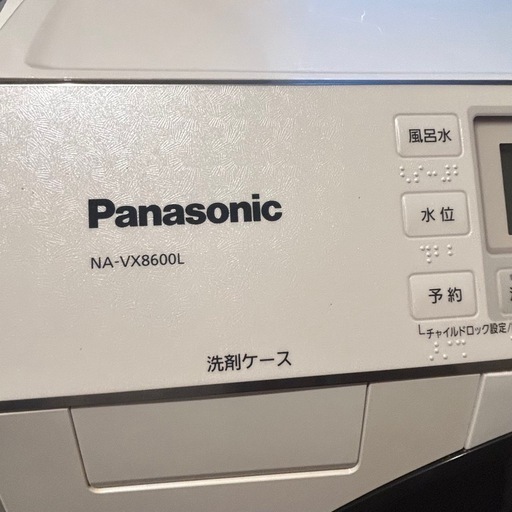 Panasonic
NA-VX8600L
洗剤ケース
風呂水
水位
予約
Lチャイルドロック設定/